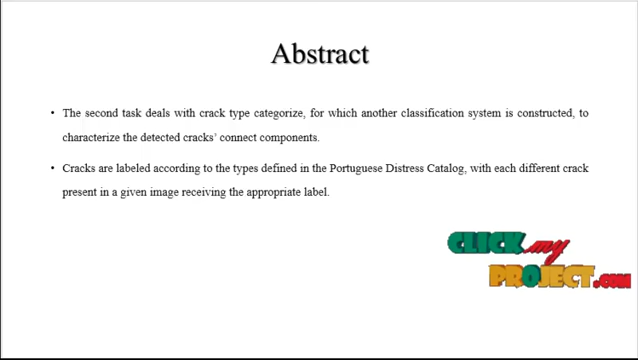 Abstract
• The second task deals with crack type categorize, for which another classification system is constructed, to
characterize the detected cracks' connect components.
• Cracks are labeled according to the types defined in the Portuguese Distress Catalog, with each different crack
present in a given image receiving the appropriate label.
CLICK my
PROJECT.com